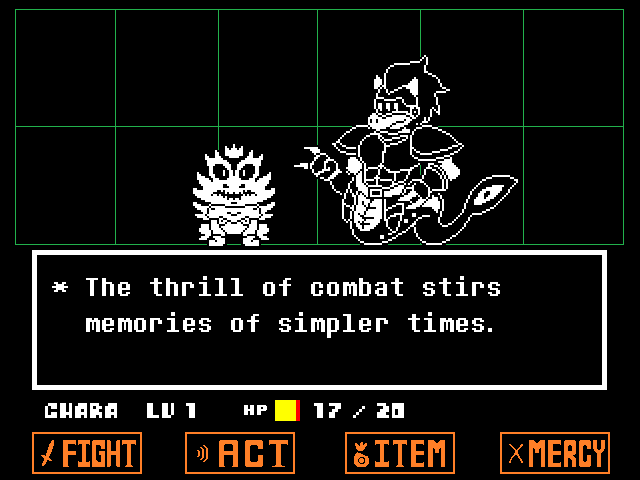 * The thrill of combat stirs
memories of simpler times.
CHARA LV 1 HP 17 / 20
FIGHT ACT ITEM MERCY